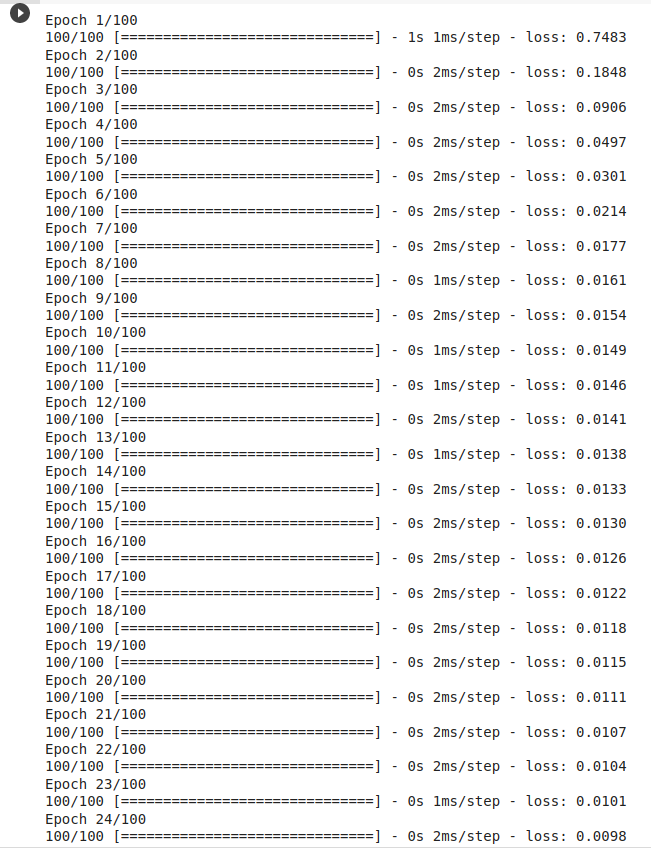 Epoch 1/100
100/100 [==============================] - 1s 1ms/step - loss: 0.7483
Epoch 2/100
100/100 [==============================] - 0s 2ms/step - loss: 0.1848
Epoch 3/100
100/100 [==============================] - 0s 2ms/step - loss: 0.0906
Epoch 4/100
100/100 [==============================] - 0s 2ms/step - loss: 0.0497
Epoch 5/100
100/100 [==============================] - 0s 2ms/step - loss: 0.0301
Epoch 6/100
100/100 [==============================] - 0s 2ms/step - loss: 0.0214
Epoch 7/100
100/100 [==============================] - 0s 2ms/step - loss: 0.0177
Epoch 8/100
100/100 [==============================] - 0s 1ms/step - loss: 0.0161
Epoch 9/100
100/100 [==============================] - 0s 2ms/step - loss: 0.0154
Epoch 10/100
100/100 [==============================] - 0s 1ms/step - loss: 0.0149
Epoch 11/100
100/100 [==============================] - 0s 1ms/step - loss: 0.0146
Epoch 12/100
100/100 [==============================] - 0s 2ms/step - loss: 0.0141
Epoch 13/100
100/100 [==============================] - 0s 1ms/step - loss: 0.0138
Epoch 14/100
100/100 [==============================] - 0s 2ms/step - loss: 0.0133
Epoch 15/100
100/100 [==============================] - 0s 2ms/step - loss: 0.0130
Epoch 16/100
100/100 [==============================] - 0s 2ms/step - loss: 0.0126
Epoch 17/100
100/100 [==============================] - 0s 2ms/step - loss: 0.0122
Epoch 18/100
100/100 [==============================] - 0s 2ms/step - loss: 0.0118
Epoch 19/100
100/100 [==============================] - 0s 2ms/step - loss: 0.0115
Epoch 20/100
100/100 [==============================] - 0s 2ms/step - loss: 0.0111
Epoch 21/100
100/100 [==============================] - 0s 2ms/step - loss: 0.0107
Epoch 22/100
100/100 [==============================] - 0s 2ms/step - loss: 0.0104
Epoch 23/100
100/100 [==============================] - 0s 1ms/step - loss: 0.0101
Epoch 24/100
100/100 [==============================] - 0s 2ms/step - loss: 0.0098